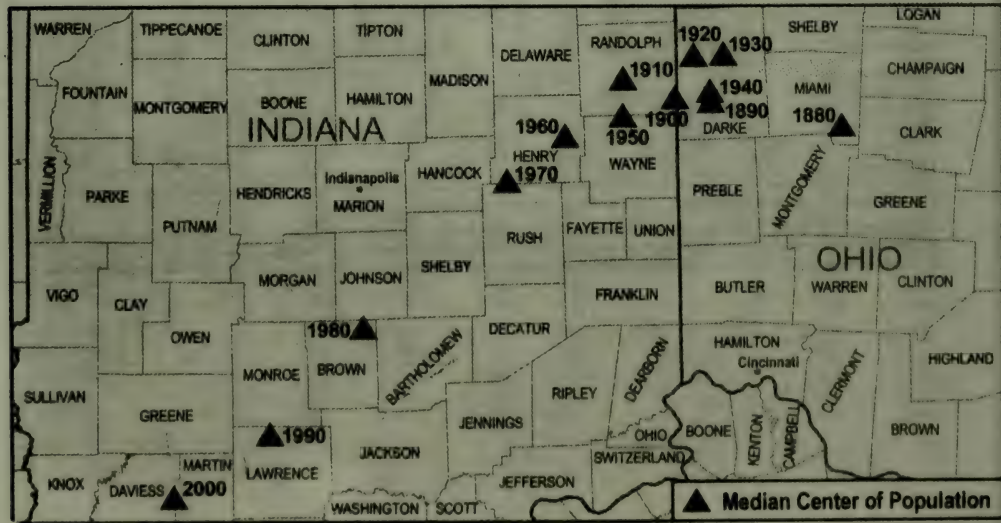 LOGAN
WARREN TIPPECANOE CLINTON TIPTON DELAWARE RANDOLPH 1920 1930 SHELBY
MADISON 1910 CHAMPAIGN
FOUNTAIN MONTGOMERY BOONE HAMILTON 1940 MIAMI
INDIANA 1960 1900 1890 1880 CLARK
1950 DARKE
HENRY WAYNE
VERMILLION PARKE PUTNAM HENDRICKS Indianapolis HANCOCK 1970 PREBLE MONTGOMERY GREENE
MARION
RUSH FAYETTE UNION
SHELBY
MORGAN JOHNSON OHIO
VIGO CLAY FRANKLIN BUTLER WARREN CLINTON
OWEN 1980 DECATUR
BROWN BARTHOLOMEW DEARBORN HAMILTON HIGHLAND
SULLIVAN MONROE Cincinnati
RIPLEY CLERMONT
GREENE JENNINGS
1990 JACKSON OHIO BOONE KENTON CAMPBELL BROWN
MARTIN LAWRENCE SWITZERLAND
KNOX DAVIESS 2000 JEFFERSON
WASHINGTON SCOTT Median Center of Population